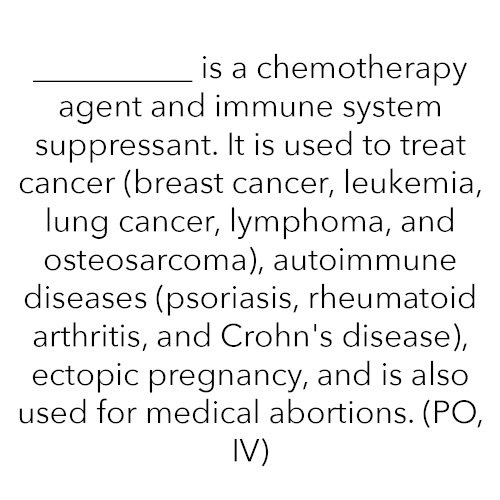 ___________ is a chemotherapy
agent and immune system
suppressant. It is used to treat
cancer (breast cancer, leukemia,
lung cancer, lymphoma, and
osteosarcoma), autoimmune
diseases (psoriasis, rheumatoid
arthritis, and Crohn's disease),
ectopic pregnancy, and is also
used for medical abortions. (PO,
IV)